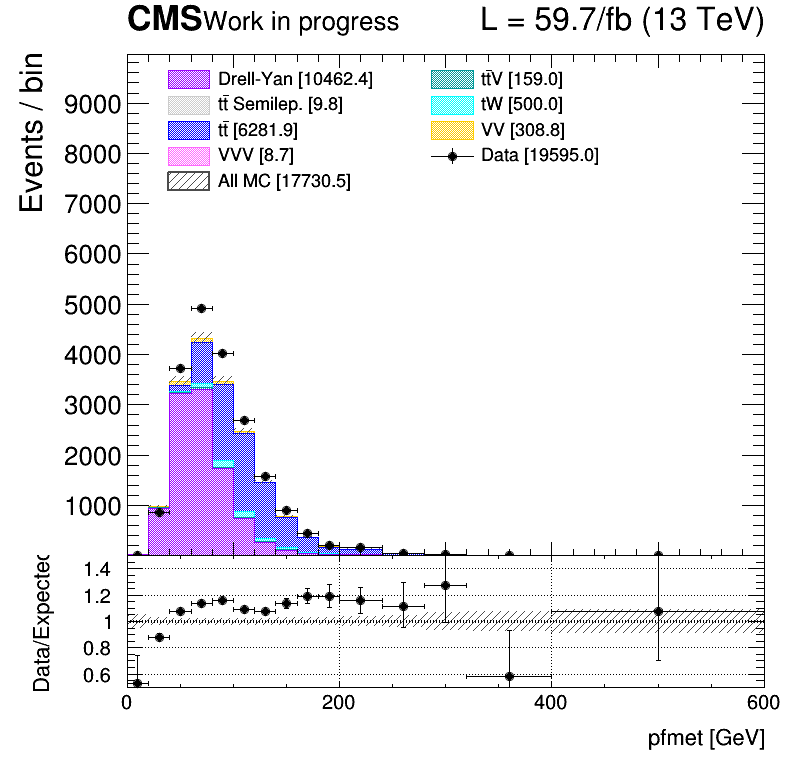 CMS Work in progress L = 59.7/fb (13 TeV)
Events / bin
Drell-Yan [10462.4]
tt̄ Semilep. [9.8]
tt̄ [6281.9]
VVV [8.7]
All MC [17730.5]
tt̄V [159.0]
tW [500.0]
VV [308.8]
Data [19595.0]
9000
8000
7000
6000
5000
4000
3000
2000
1000
Data/Expected
1.4
1.2
1
0.8
0.6
0 200 400 600
pfmet [GeV]